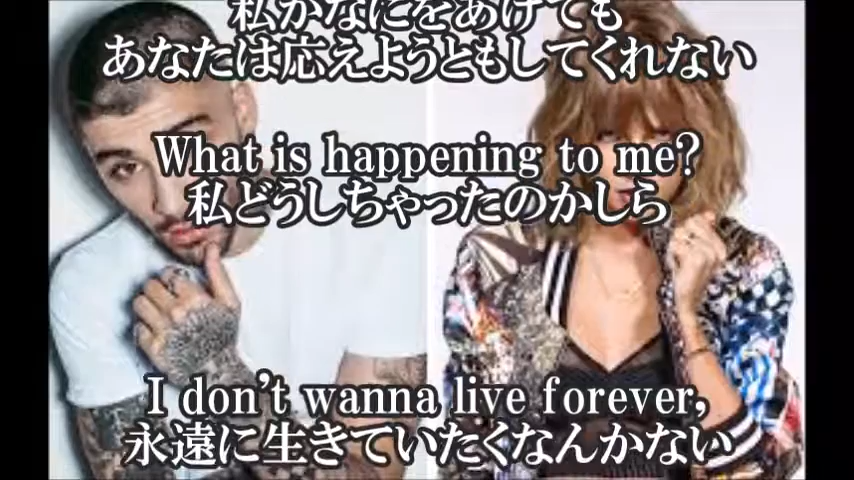 私がなにをあげても
あなたは応えようともしてくれない
What is happening to me?
私どうしちゃったのかしら
I don't wanna live forever,
永遠に生きていたくなんかない